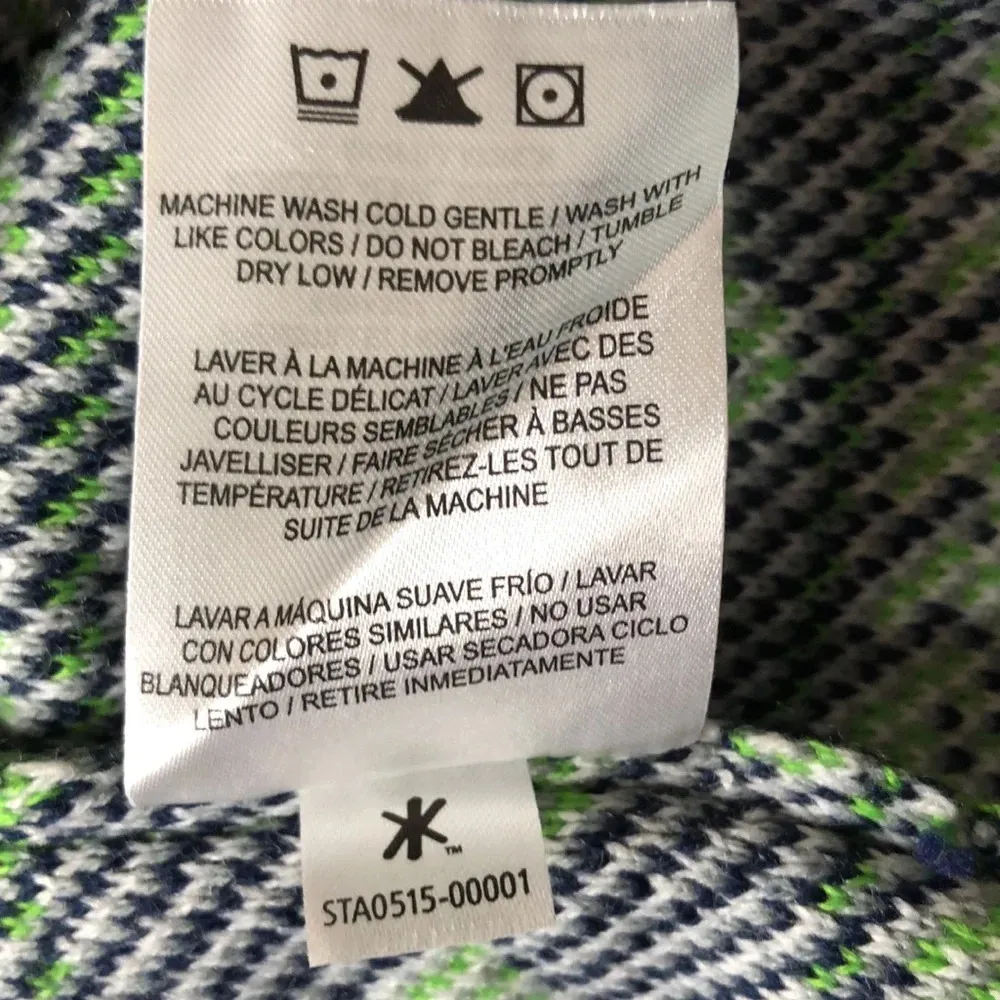 MACHINE WASH COLD GENTLE / WASH WITH
LIKE COLORS / DO NOT BLEACH / TUMBLE
DRY LOW / REMOVE PROMPTLY
LAVER À LA MACHINE À L'EAU FROIDE
AU CYCLE DÉLICAT / LAVER AVEC DES
COULEURS SEMBLABLES / NE PAS
JAVELLISER / FAIRE SÉCHER À BASSES
TEMPÉRATURE / RETIREZ-LES TOUT DE
SUITE DE LA MACHINE
LAVAR A MÁQUINA SUAVE FRÍO / LAVAR
CON COLORES SIMILARES / NO USAR
BLANQUEADORES / USAR SECADORA CICLO
LENTO / RETIRE INMEDIATAMENTE
TM
STA0515-00001